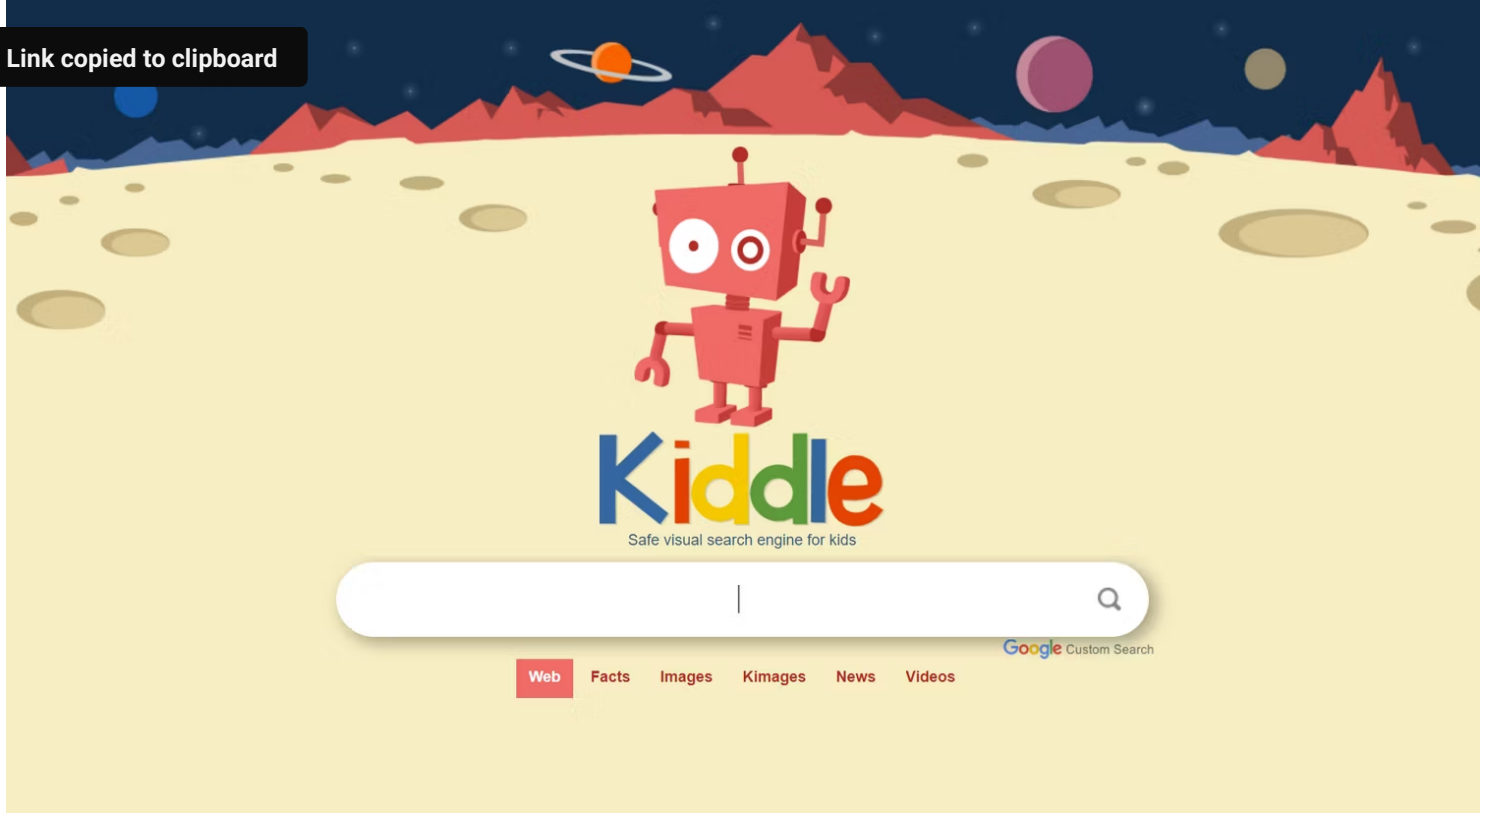 Link copied to clipboard
Kiddle
Safe visual search engine for kids
Google Custom Search
Web Facts Images Kimages News Videos